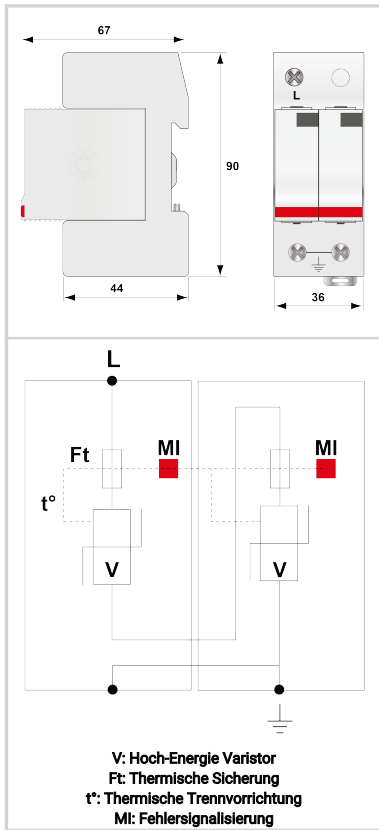 67
L
90
44
36
L
Ft
MI
MI
t°
V
V
V: Hoch-Energie Varistor
Ft: Thermische Sicherung
t°: Thermische Trennvorrichtung
MI: Fehlersignalisierung